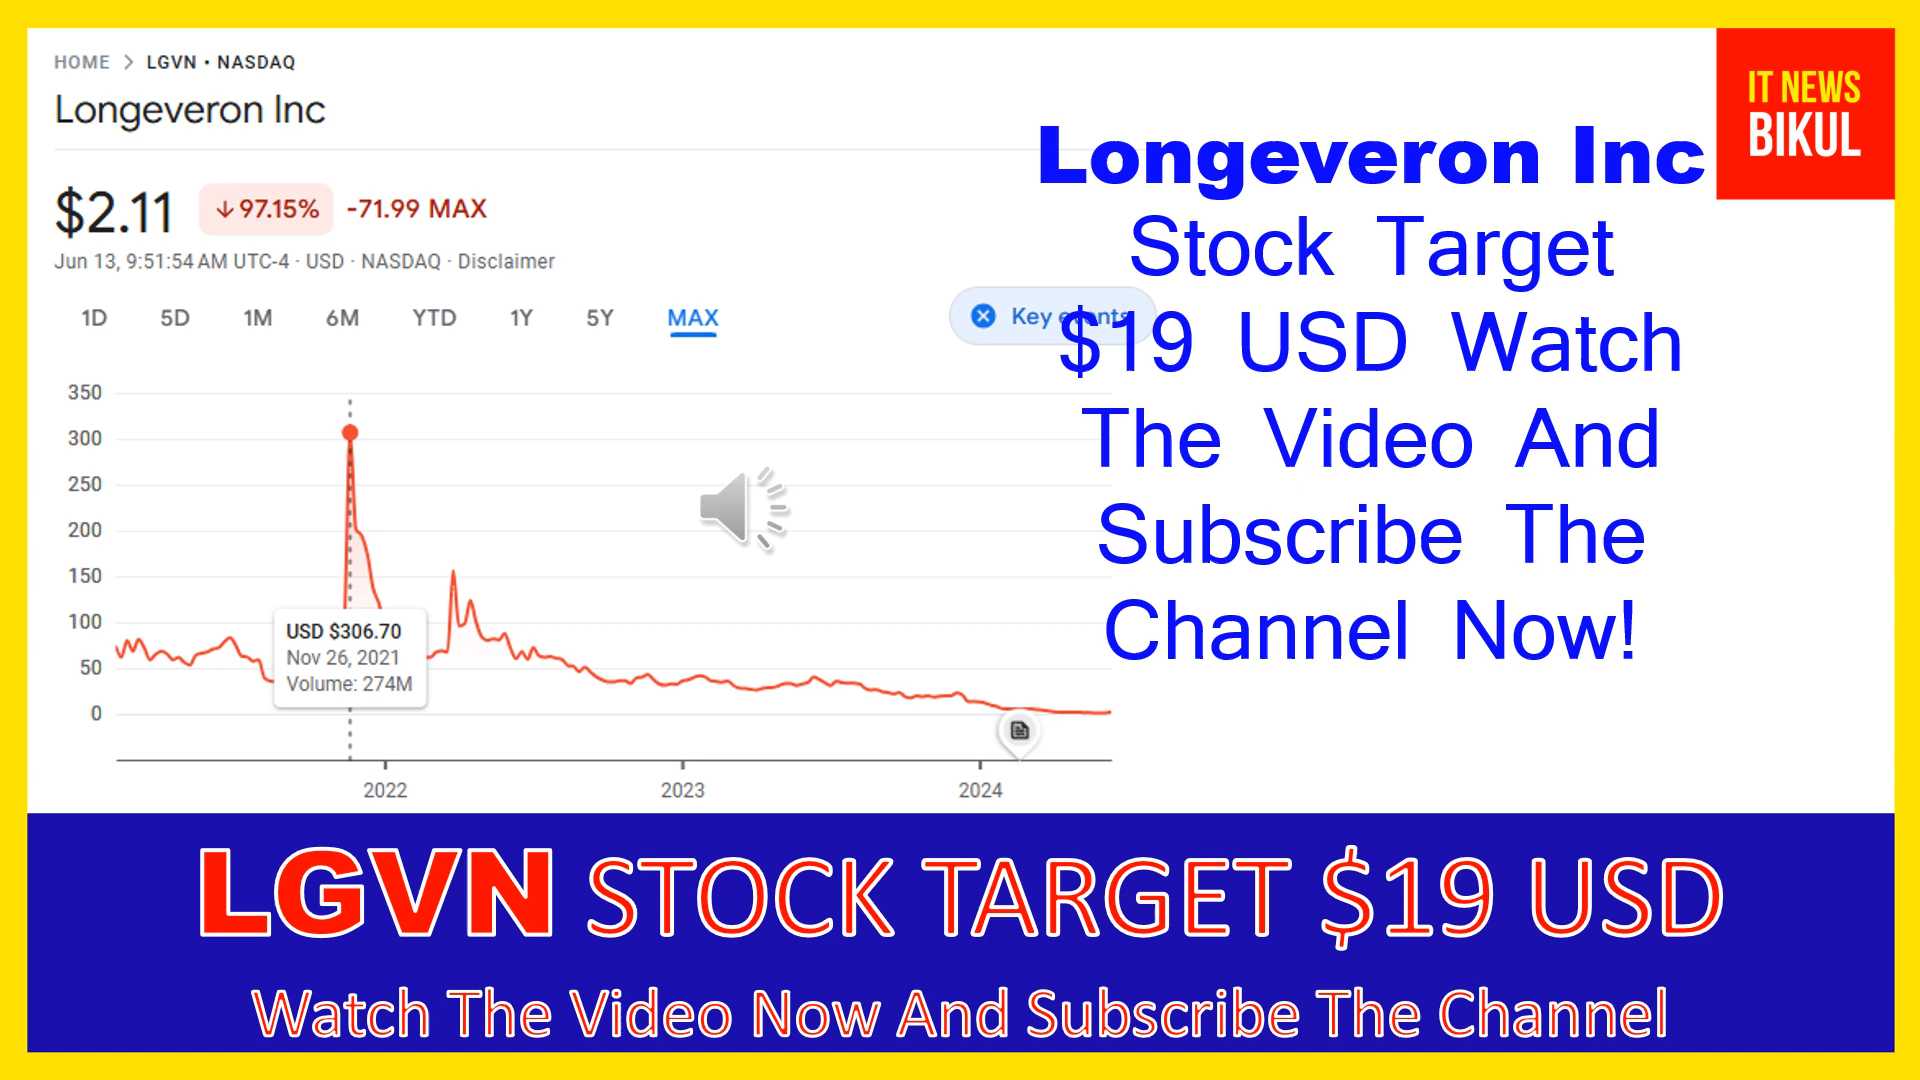 HOME > LGVN • NASDAQ
Longeveron Inc
$2.11 ↓97.15% -71.99 MAX
Jun 13, 9:51:54 AM UTC-4 · USD · NASDAQ · Disclaimer
1D 5D 1M 6M YTD 1Y 5Y MAX
Key events
350
300
250
200
150
100
50
0
USD $306.70
Nov 26, 2021
Volume: 274M
2022 2023 2024
IT NEWS
BIKUL
Longeveron Inc
Stock Target
$19 USD Watch
The Video And
Subscribe The
Channel Now!
LGVN STOCK TARGET $19 USD
Watch The Video Now And Subscribe The Channel